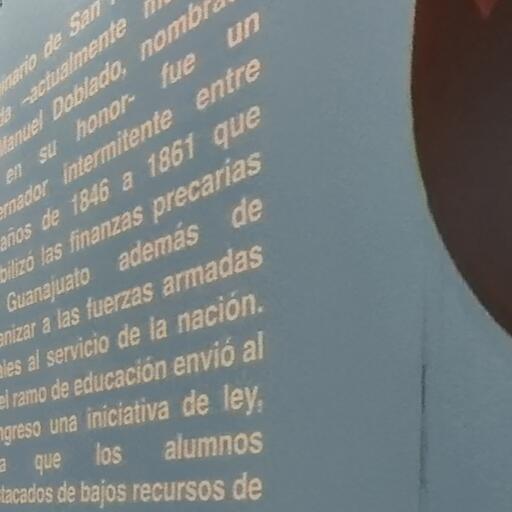 de San
actualmente
Manuel Doblado, nombrad
en su honor- fue un
intermitente entre
años de 1846 a 1861 que
las finanzas precarias
Guanajuato además de
a las fuerzas armadas
al servicio de la nación.
el ramo de educación envió al
una iniciativa de ley,
que los alumnos
de bajos recursos de